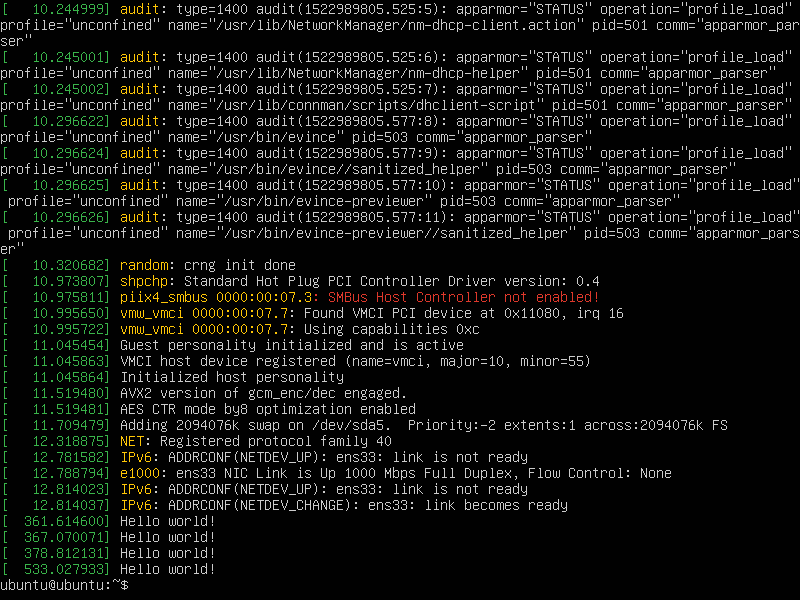 [   10.244999] audit: type=1400 audit(1522989805.525:5): apparmor="STATUS" operation="profile_load"
profile="unconfined" name="/usr/lib/NetworkManager/nm-dhcp-client.action" pid=501 comm="apparmor_par
ser"
[   10.245001] audit: type=1400 audit(1522989805.525:6): apparmor="STATUS" operation="profile_load"
profile="unconfined" name="/usr/lib/NetworkManager/nm-dhcp-helper" pid=501 comm="apparmor_parser"
[   10.245002] audit: type=1400 audit(1522989805.525:7): apparmor="STATUS" operation="profile_load"
profile="unconfined" name="/usr/lib/connman/scripts/dhclient-script" pid=501 comm="apparmor_parser"
[   10.296622] audit: type=1400 audit(1522989805.577:8): apparmor="STATUS" operation="profile_load"
profile="unconfined" name="/usr/bin/evince" pid=503 comm="apparmor_parser"
[   10.296624] audit: type=1400 audit(1522989805.577:9): apparmor="STATUS" operation="profile_load"
profile="unconfined" name="/usr/bin/evince//sanitized_helper" pid=503 comm="apparmor_parser"
[   10.296625] audit: type=1400 audit(1522989805.577:10): apparmor="STATUS" operation="profile_load"
 profile="unconfined" name="/usr/bin/evince-previewer" pid=503 comm="apparmor_parser"
[   10.296626] audit: type=1400 audit(1522989805.577:11): apparmor="STATUS" operation="profile_load"
 profile="unconfined" name="/usr/bin/evince-previewer//sanitized_helper" pid=503 comm="apparmor_pars
er"
[   10.320682] random: crng init done
[   10.973807] shpchp: Standard Hot Plug PCI Controller Driver version: 0.4
[   10.975811] piix4_smbus 0000:00:07.3: SMBus Host Controller not enabled!
[   10.995650] vmw_vmci 0000:00:07.7: Found VMCI PCI device at 0x11080, irq 16
[   10.995722] vmw_vmci 0000:00:07.7: Using capabilities 0xc
[   11.045454] Guest personality initialized and is active
[   11.045863] VMCI host device registered (name=vmci, major=10, minor=55)
[   11.045864] Initialized host personality
[   11.519480] AVX2 version of gcm_enc/dec engaged.
[   11.519481] AES CTR mode by8 optimization enabled
[   11.709479] Adding 2094076k swap on /dev/sda5.  Priority:-2 extents:1 across:2094076k FS
[   12.318875] NET: Registered protocol family 40
[   12.781582] IPv6: ADDRCONF(NETDEV_UP): ens33: link is not ready
[   12.788794] e1000: ens33 NIC Link is Up 1000 Mbps Full Duplex, Flow Control: None
[   12.814023] IPv6: ADDRCONF(NETDEV_UP): ens33: link is not ready
[   12.814037] IPv6: ADDRCONF(NETDEV_CHANGE): ens33: link becomes ready
[  361.614600] Hello world!
[  367.070071] Hello world!
[  378.812131] Hello world!
[  533.027933] Hello world!
ubuntu@ubuntu:~$